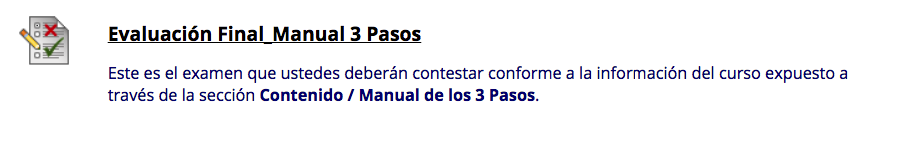 Evaluación Final_Manual 3 Pasos
Este es el examen que ustedes deberán contestar conforme a la información del curso expuesto a
través de la sección Contenido / Manual de los 3 Pasos.